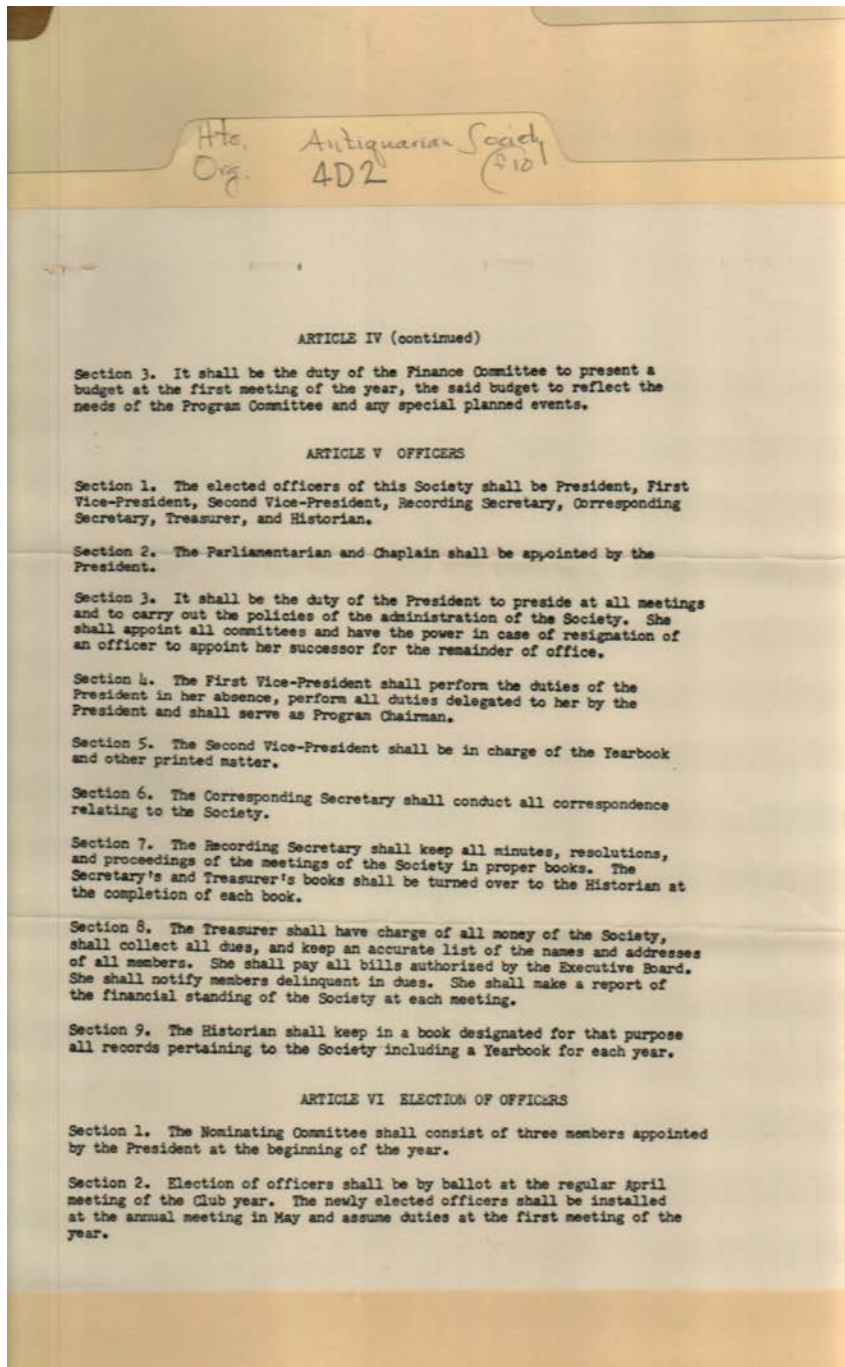 Hte. Antiquarian Society
Org. 4D2 (f10)
ARTICLE IV (continued)
Section 3. It shall be the duty of the Finance Committee to present a
budget at the first meeting of the year, the said budget to reflect the
needs of the Program Committee and any special planned events.
ARTICLE V OFFICERS
Section 1. The elected officers of this Society shall be President, First
Vice-President, Second Vice-President, Recording Secretary, Corresponding
Secretary, Treasurer, and Historian.
Section 2. The Parliamentarian and Chaplain shall be appointed by the
President.
Section 3. It shall be the duty of the President to preside at all meetings
and to carry out the policies of the administration of the Society. She
shall appoint all committees and have the power in case of resignation of
an officer to appoint her successor for the remainder of office.
Section 4. The First Vice-President shall perform the duties of the
President in her absence, perform all duties delegated to her by the
President and shall serve as Program Chairman.
Section 5. The Second Vice-President shall be in charge of the Yearbook
and other printed matter.
Section 6. The Corresponding Secretary shall conduct all correspondence
relating to the Society.
Section 7. The Recording Secretary shall keep all minutes, resolutions,
and proceedings of the meetings of the Society in proper books. The
Secretary's and Treasurer's books shall be turned over to the Historian at
the completion of each book.
Section 8. The Treasurer shall have charge of all money of the Society,
shall collect all dues, and keep an accurate list of the names and addresses
of all members. She shall pay all bills authorized by the Executive Board.
She shall notify members delinquent in dues. She shall make a report of
the financial standing of the Society at each meeting.
Section 9. The Historian shall keep in a book designated for that purpose
all records pertaining to the Society including a Yearbook for each year.
ARTICLE VI ELECTION OF OFFICERS
Section 1. The Nominating Committee shall consist of three members appointed
by the President at the beginning of the year.
Section 2. Election of officers shall be by ballot at the regular April
meeting of the Club year. The newly elected officers shall be installed
at the annual meeting in May and assume duties at the first meeting of the
year.